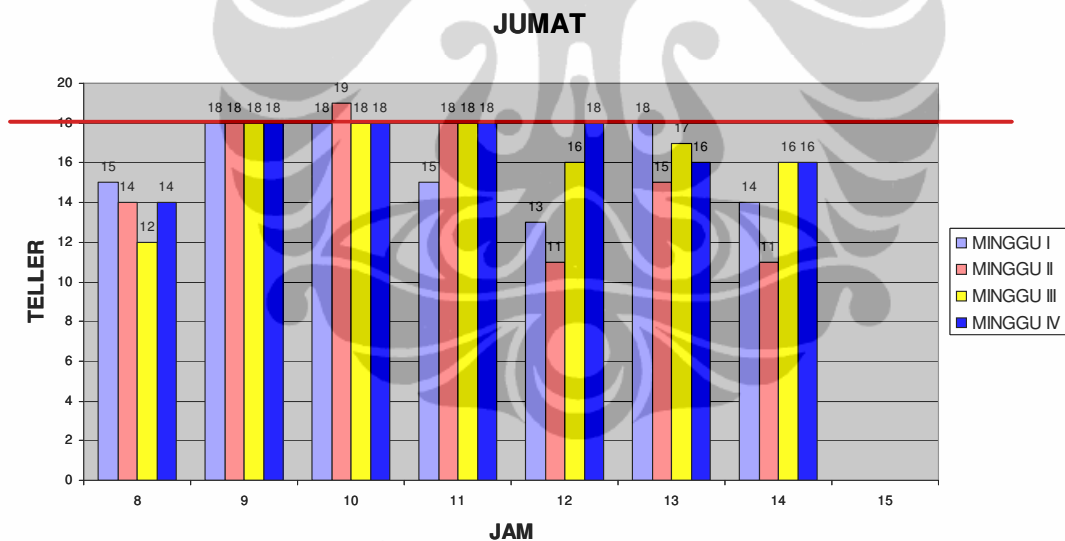 JUMAT
20
18
16
14
12
10
8
6
4
2
0
TELLER
15 14 12 14
18 18 18 18
18 19 18 18
15 18 18 18
13 11 16 18
18 15 17 16
14 11 16 16
8 9 10 11 12 13 14 15
JAM
MINGGU I
MINGGU II
MINGGU III
MINGGU IV